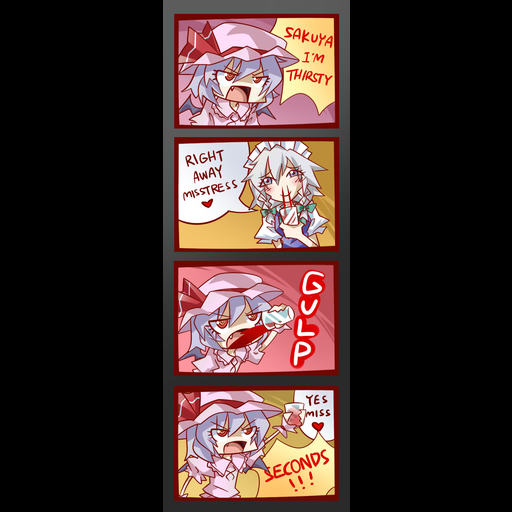 SAKUYA
I'M
THIRSTY
RIGHT
AWAY
MISSTRESS
♥
GULP
YES
MISS
♥
SECONDS
!!!